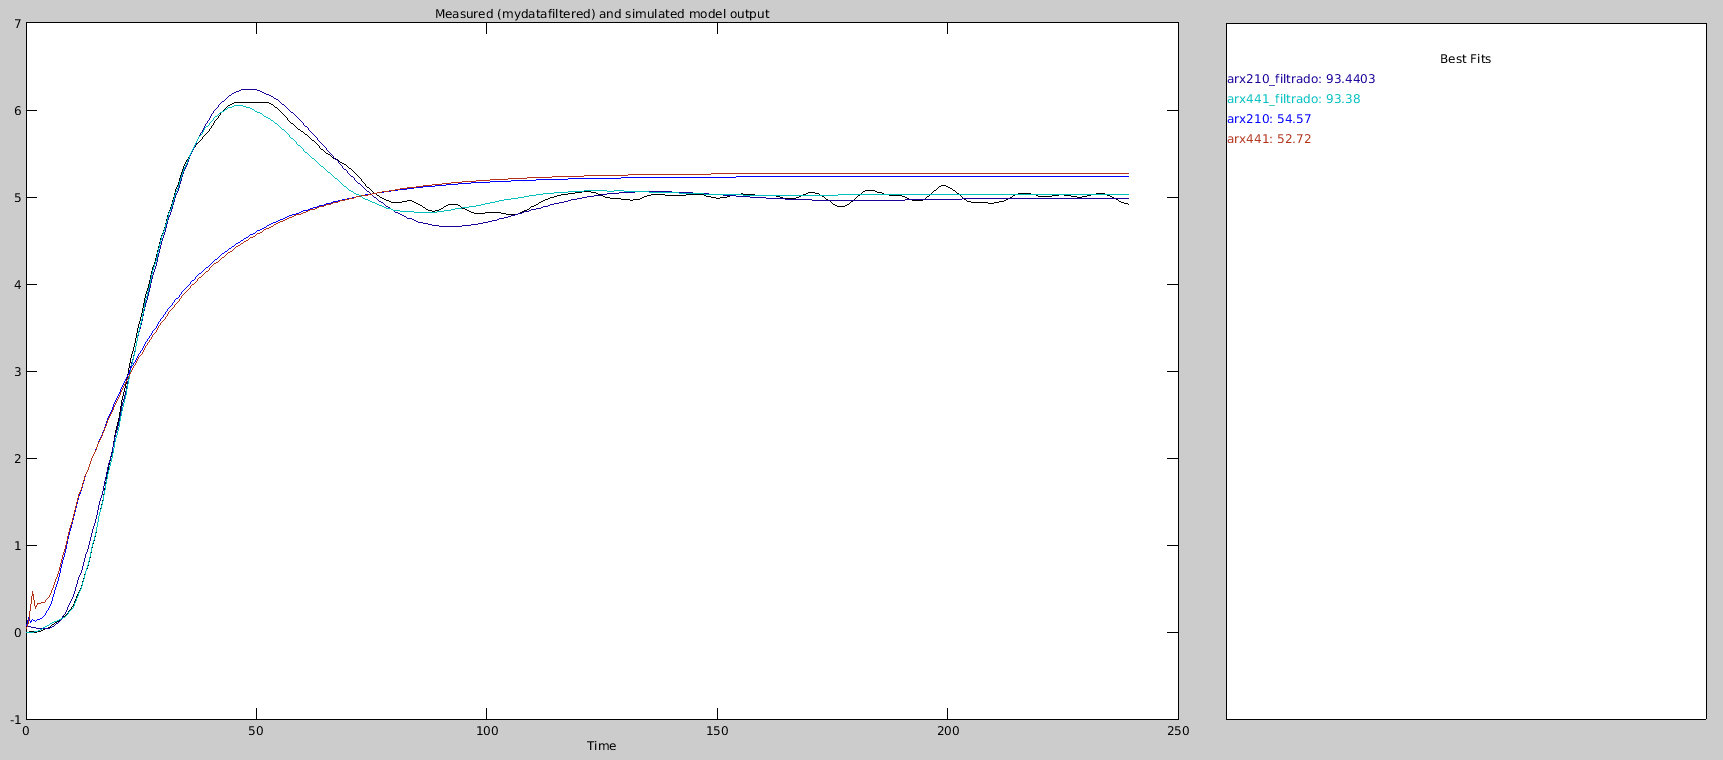 Measured (mydatafiltered) and simulated model output
7
6
5
4
3
2
1
0
-1
0 50 100 150 200 250
Time
Best Fits
arx210_filtrado: 93.4403
arx441_filtrado: 93.38
arx210: 54.57
arx441: 52.72